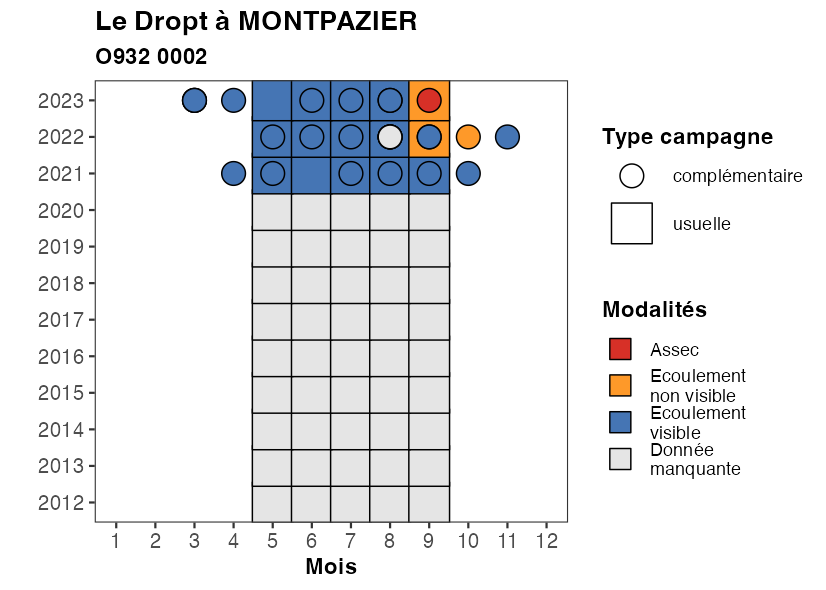 Le Dropt à MONTPAZIER
O932 0002
2023
2022
2021
2020
2019
2018
2017
2016
2015
2014
2013
2012
1 2 3 4 5 6 7 8 9 10 11 12
Mois
Type campagne
complémentaire
usuelle
Modalités
Assec
Ecoulement
non visible
Ecoulement
visible
Donnée
manquante